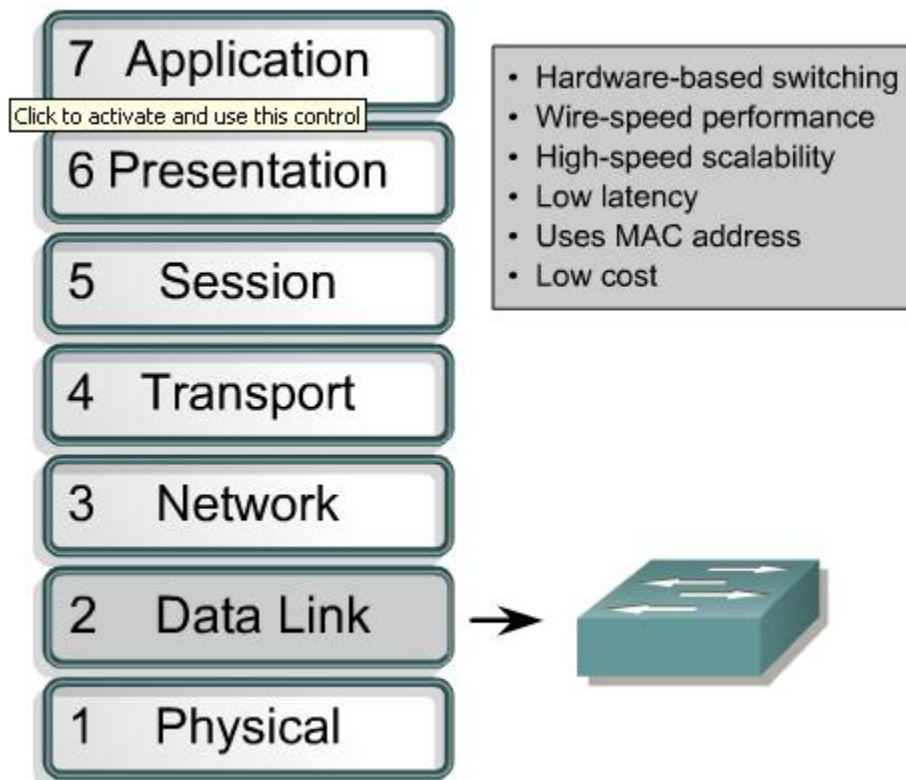 7 Application
Click to activate and use this control
6 Presentation
5 Session
4 Transport
3 Network
2 Data Link
1 Physical
• Hardware-based switching
• Wire-speed performance
• High-speed scalability
• Low latency
• Uses MAC address
• Low cost